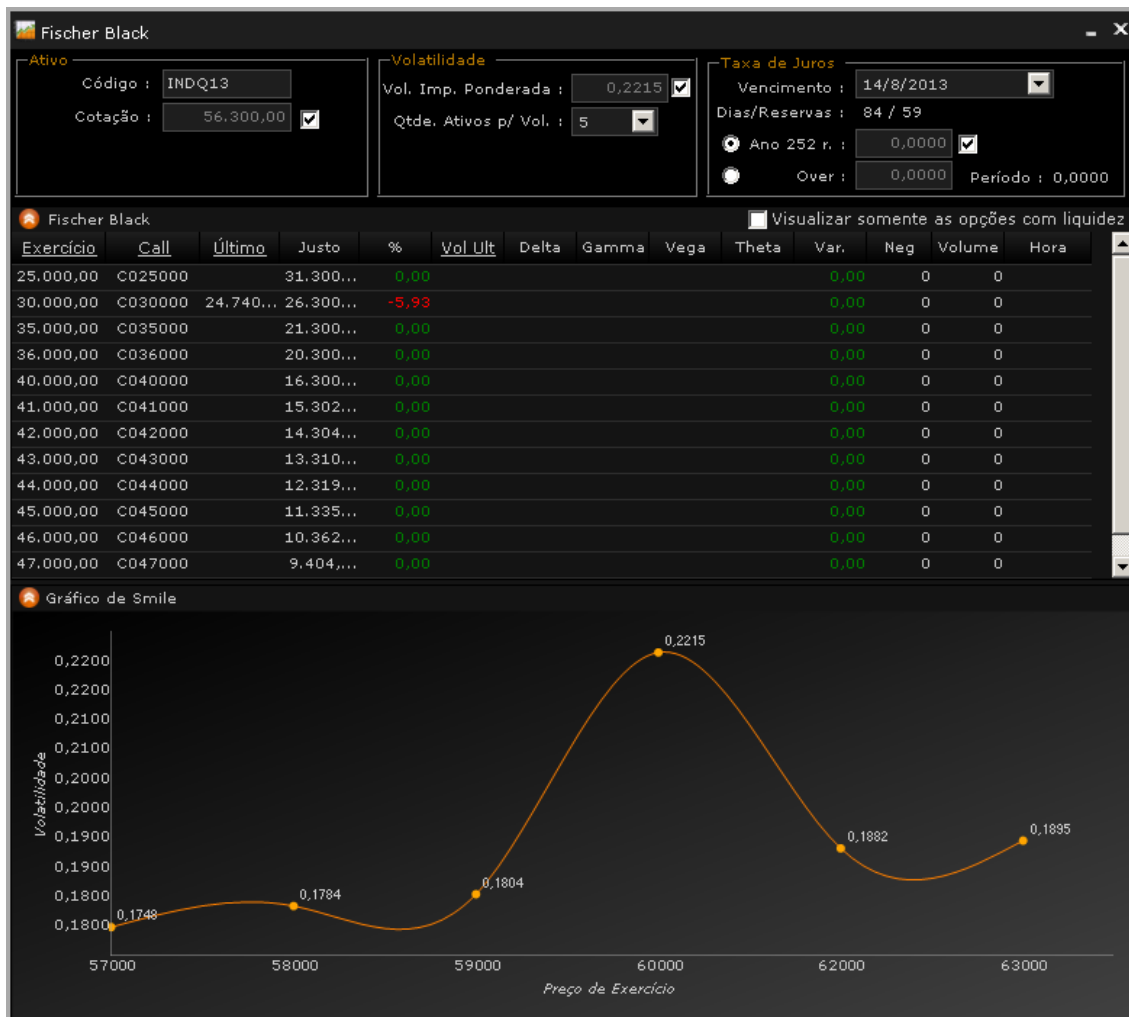 Fischer Black
Ativo
Código : INDQ13
Cotação : 56.300,00
Volatilidade
Vol. Imp. Ponderada : 0,2215
Qtde. Ativos p/ Vol. : 5
Taxa de Juros
Vencimento : 14/8/2013
Dias/Reservas : 84 / 59
Ano 252 r. : 0,0000
Over : 0,0000 Período : 0,0000
Fischer Black Visualizar somente as opções com liquidez
Exercício Call Último Justo % Vol Ult Delta Gamma Vega Theta Var. Neg Volume Hora
25.000,00 C025000 31.300... 0,00 0,00 0 0
30.000,00 C030000 24.740... 26.300... -5,93 0,00 0 0
35.000,00 C035000 21.300... 0,00 0,00 0 0
36.000,00 C036000 20.300... 0,00 0,00 0 0
40.000,00 C040000 16.300... 0,00 0,00 0 0
41.000,00 C041000 15.302... 0,00 0,00 0 0
42.000,00 C042000 14.304... 0,00 0,00 0 0
43.000,00 C043000 13.310... 0,00 0,00 0 0
44.000,00 C044000 12.319... 0,00 0,00 0 0
45.000,00 C045000 11.335... 0,00 0,00 0 0
46.000,00 C046000 10.362... 0,00 0,00 0 0
47.000,00 C047000 9.404,... 0,00 0,00 0 0
Gráfico de Smile
0,2215
0,2200
0,2200
0,2100
0,2100
0,2000
0,2000
0,1900
0,1900
0,1800
0,1800
Volatilidade
0,1748
0,1784
0,1804
0,1882
0,1895
57000 58000 59000 60000 62000 63000
Preço de Exercício